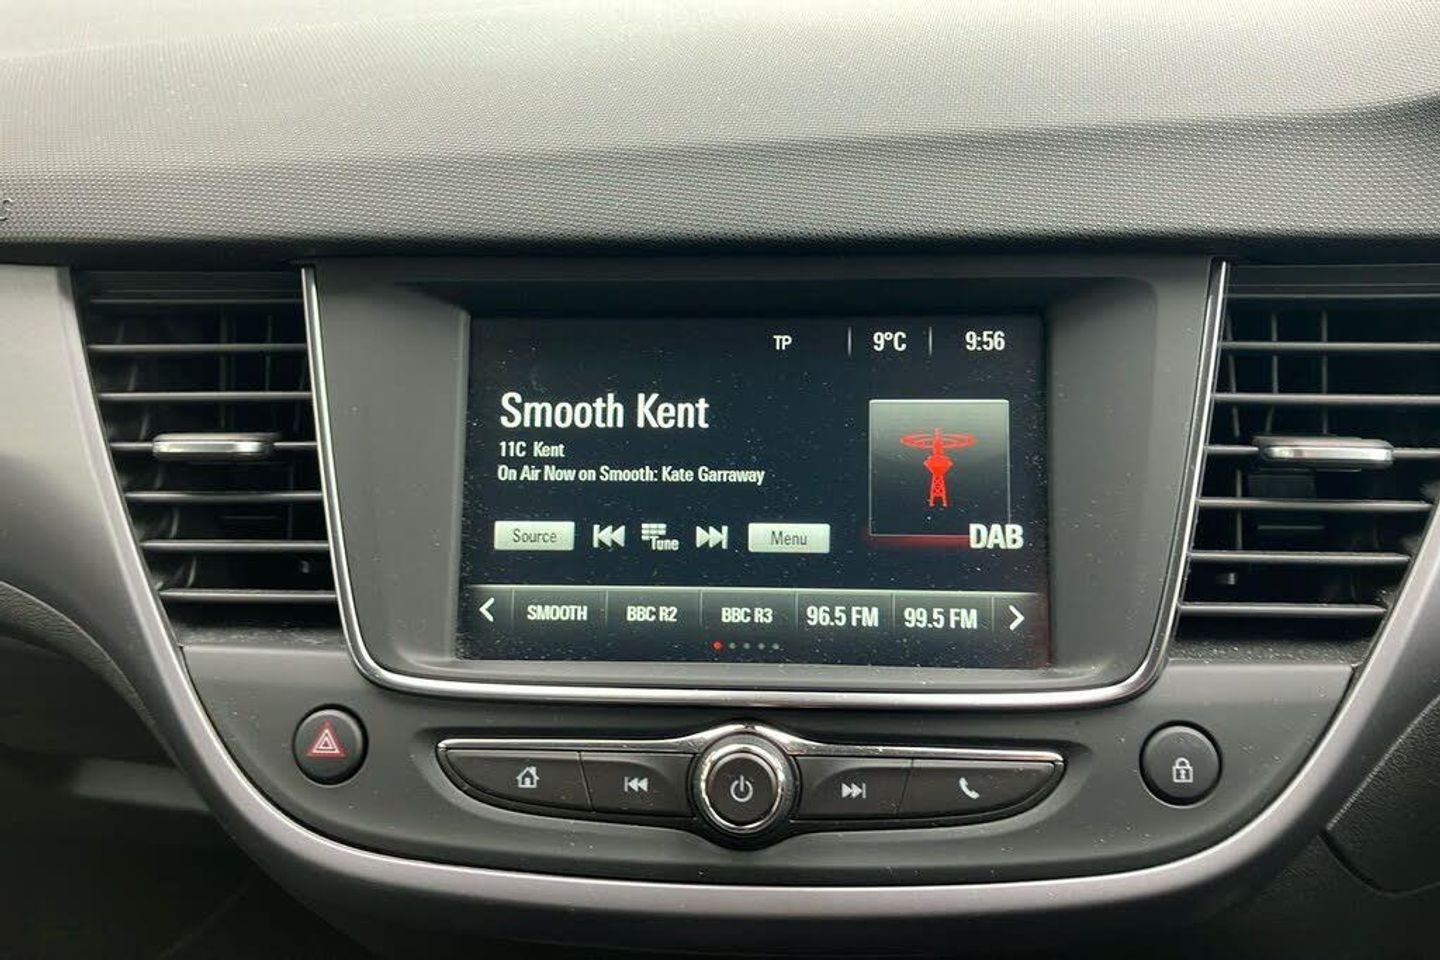 TP 9°C 9:56
Smooth Kent
11C Kent
On Air Now on Smooth: Kate Garraway
DAB
Source Tune Menu
SMOOTH BBC R2 BBC R3 96.5 FM 99.5 FM